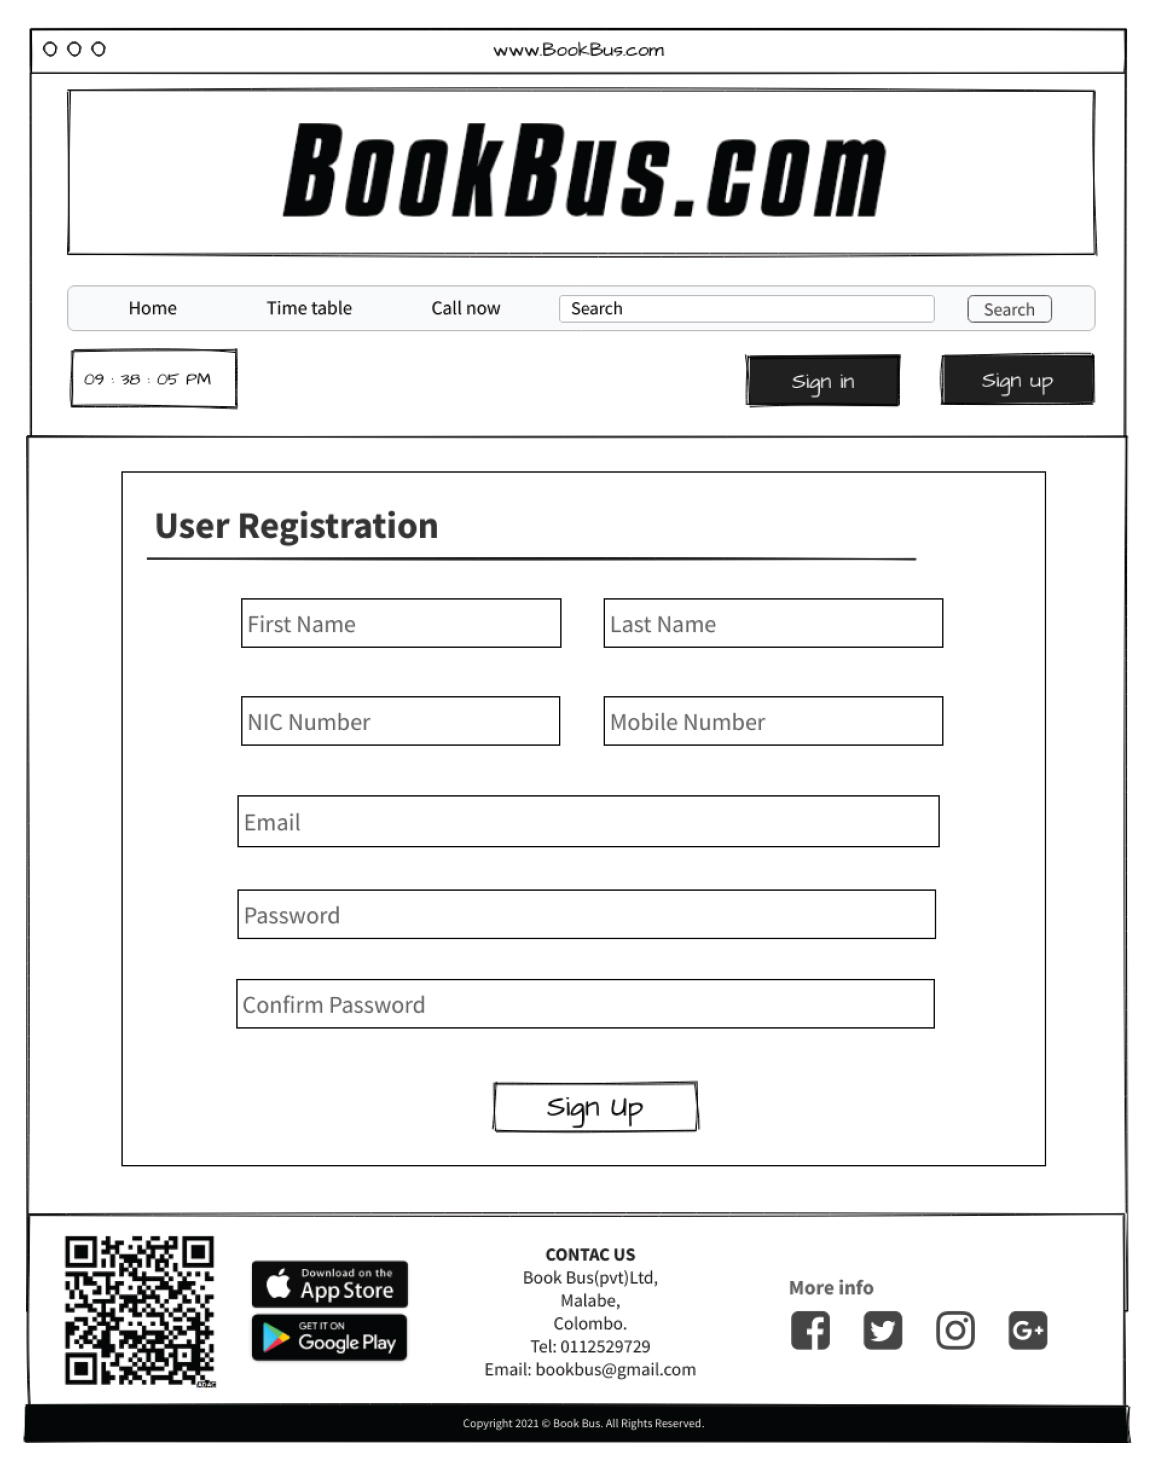 www.BookBus.com
BookBus.com
Home Time table Call now Search Search
09 : 38 : 05 PM Sign in Sign up
User Registration
First Name Last Name
NIC Number Mobile Number
Email
Password
Confirm Password
Sign Up
Download on the
App Store
GET IT ON
Google Play
CONTAC US
Book Bus(pvt)Ltd,
Malabe,
Colombo.
Tel: 0112529729
Email: bookbus@gmail.com
More info
G+
Copyright 2021 © Book Bus. All Rights Reserved.